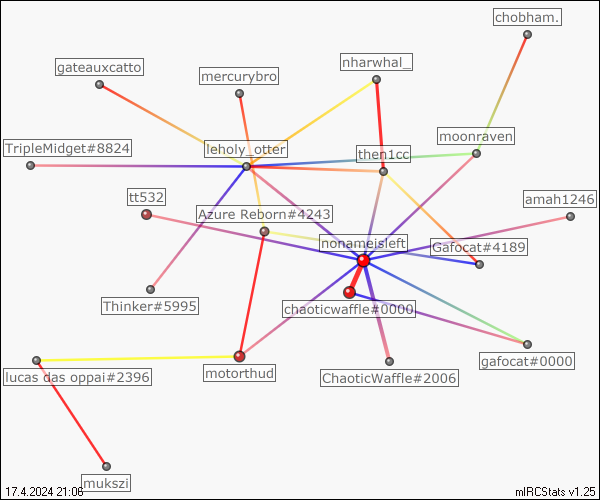 chobham.
gateauxcatto
mercurybro
nharwhal_
TripleMidget#8824
leholy_otter
then1cc
moonraven
tt532
Azure Reborn#4243
amah1246
nonameisleft
Gafocat#4189
Thinker#5995
chaoticwaffle#0000
lucas das oppai#2396
motorthud
ChaoticWaffle#2006
gafocat#0000
mukszi
17.4.2024 21:06
mIRCStats v1.25